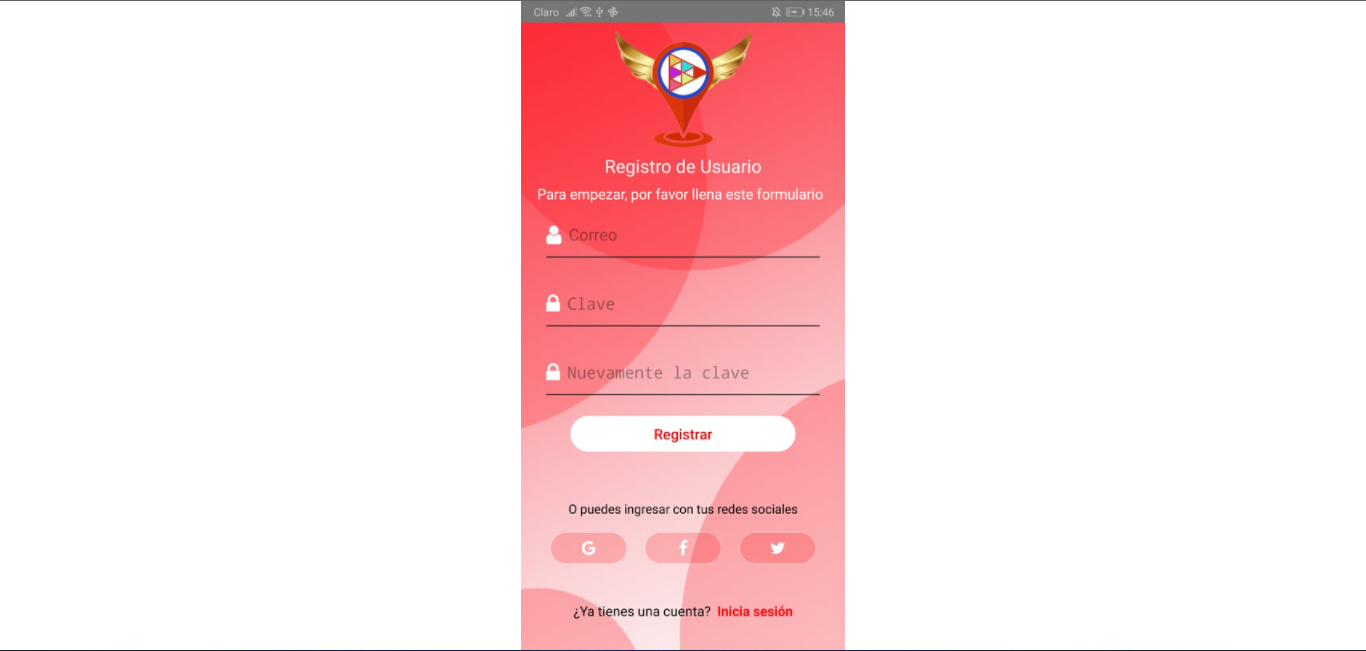 Claro 15:46
Registro de Usuario
Para empezar, por favor llena este formulario
Correo
Clave
Nuevamente la clave
Registrar
O puedes ingresar con tus redes sociales
G f
¿Ya tienes una cuenta? Inicia sesión